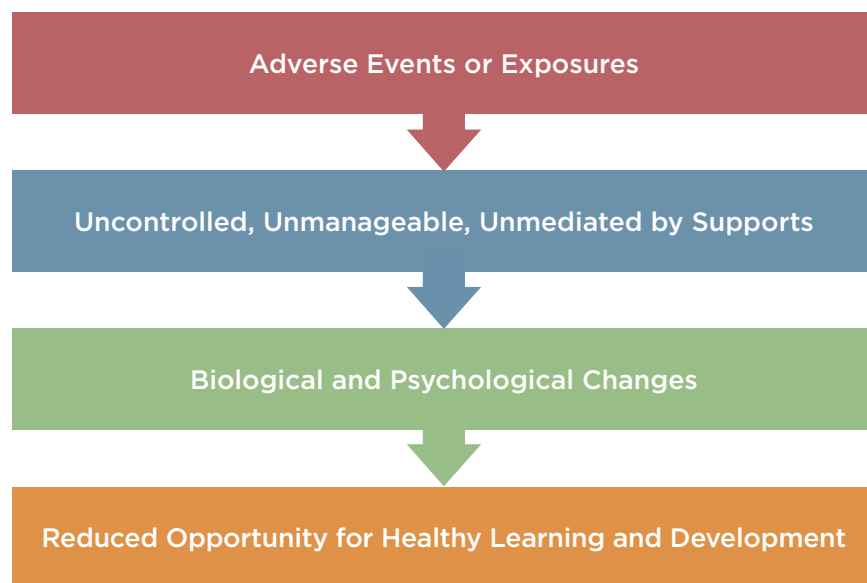 Adverse Events or Exposures
Uncontrolled, Unmanageable, Unmediated by Supports
Biological and Psychological Changes
Reduced Opportunity for Healthy Learning and Development